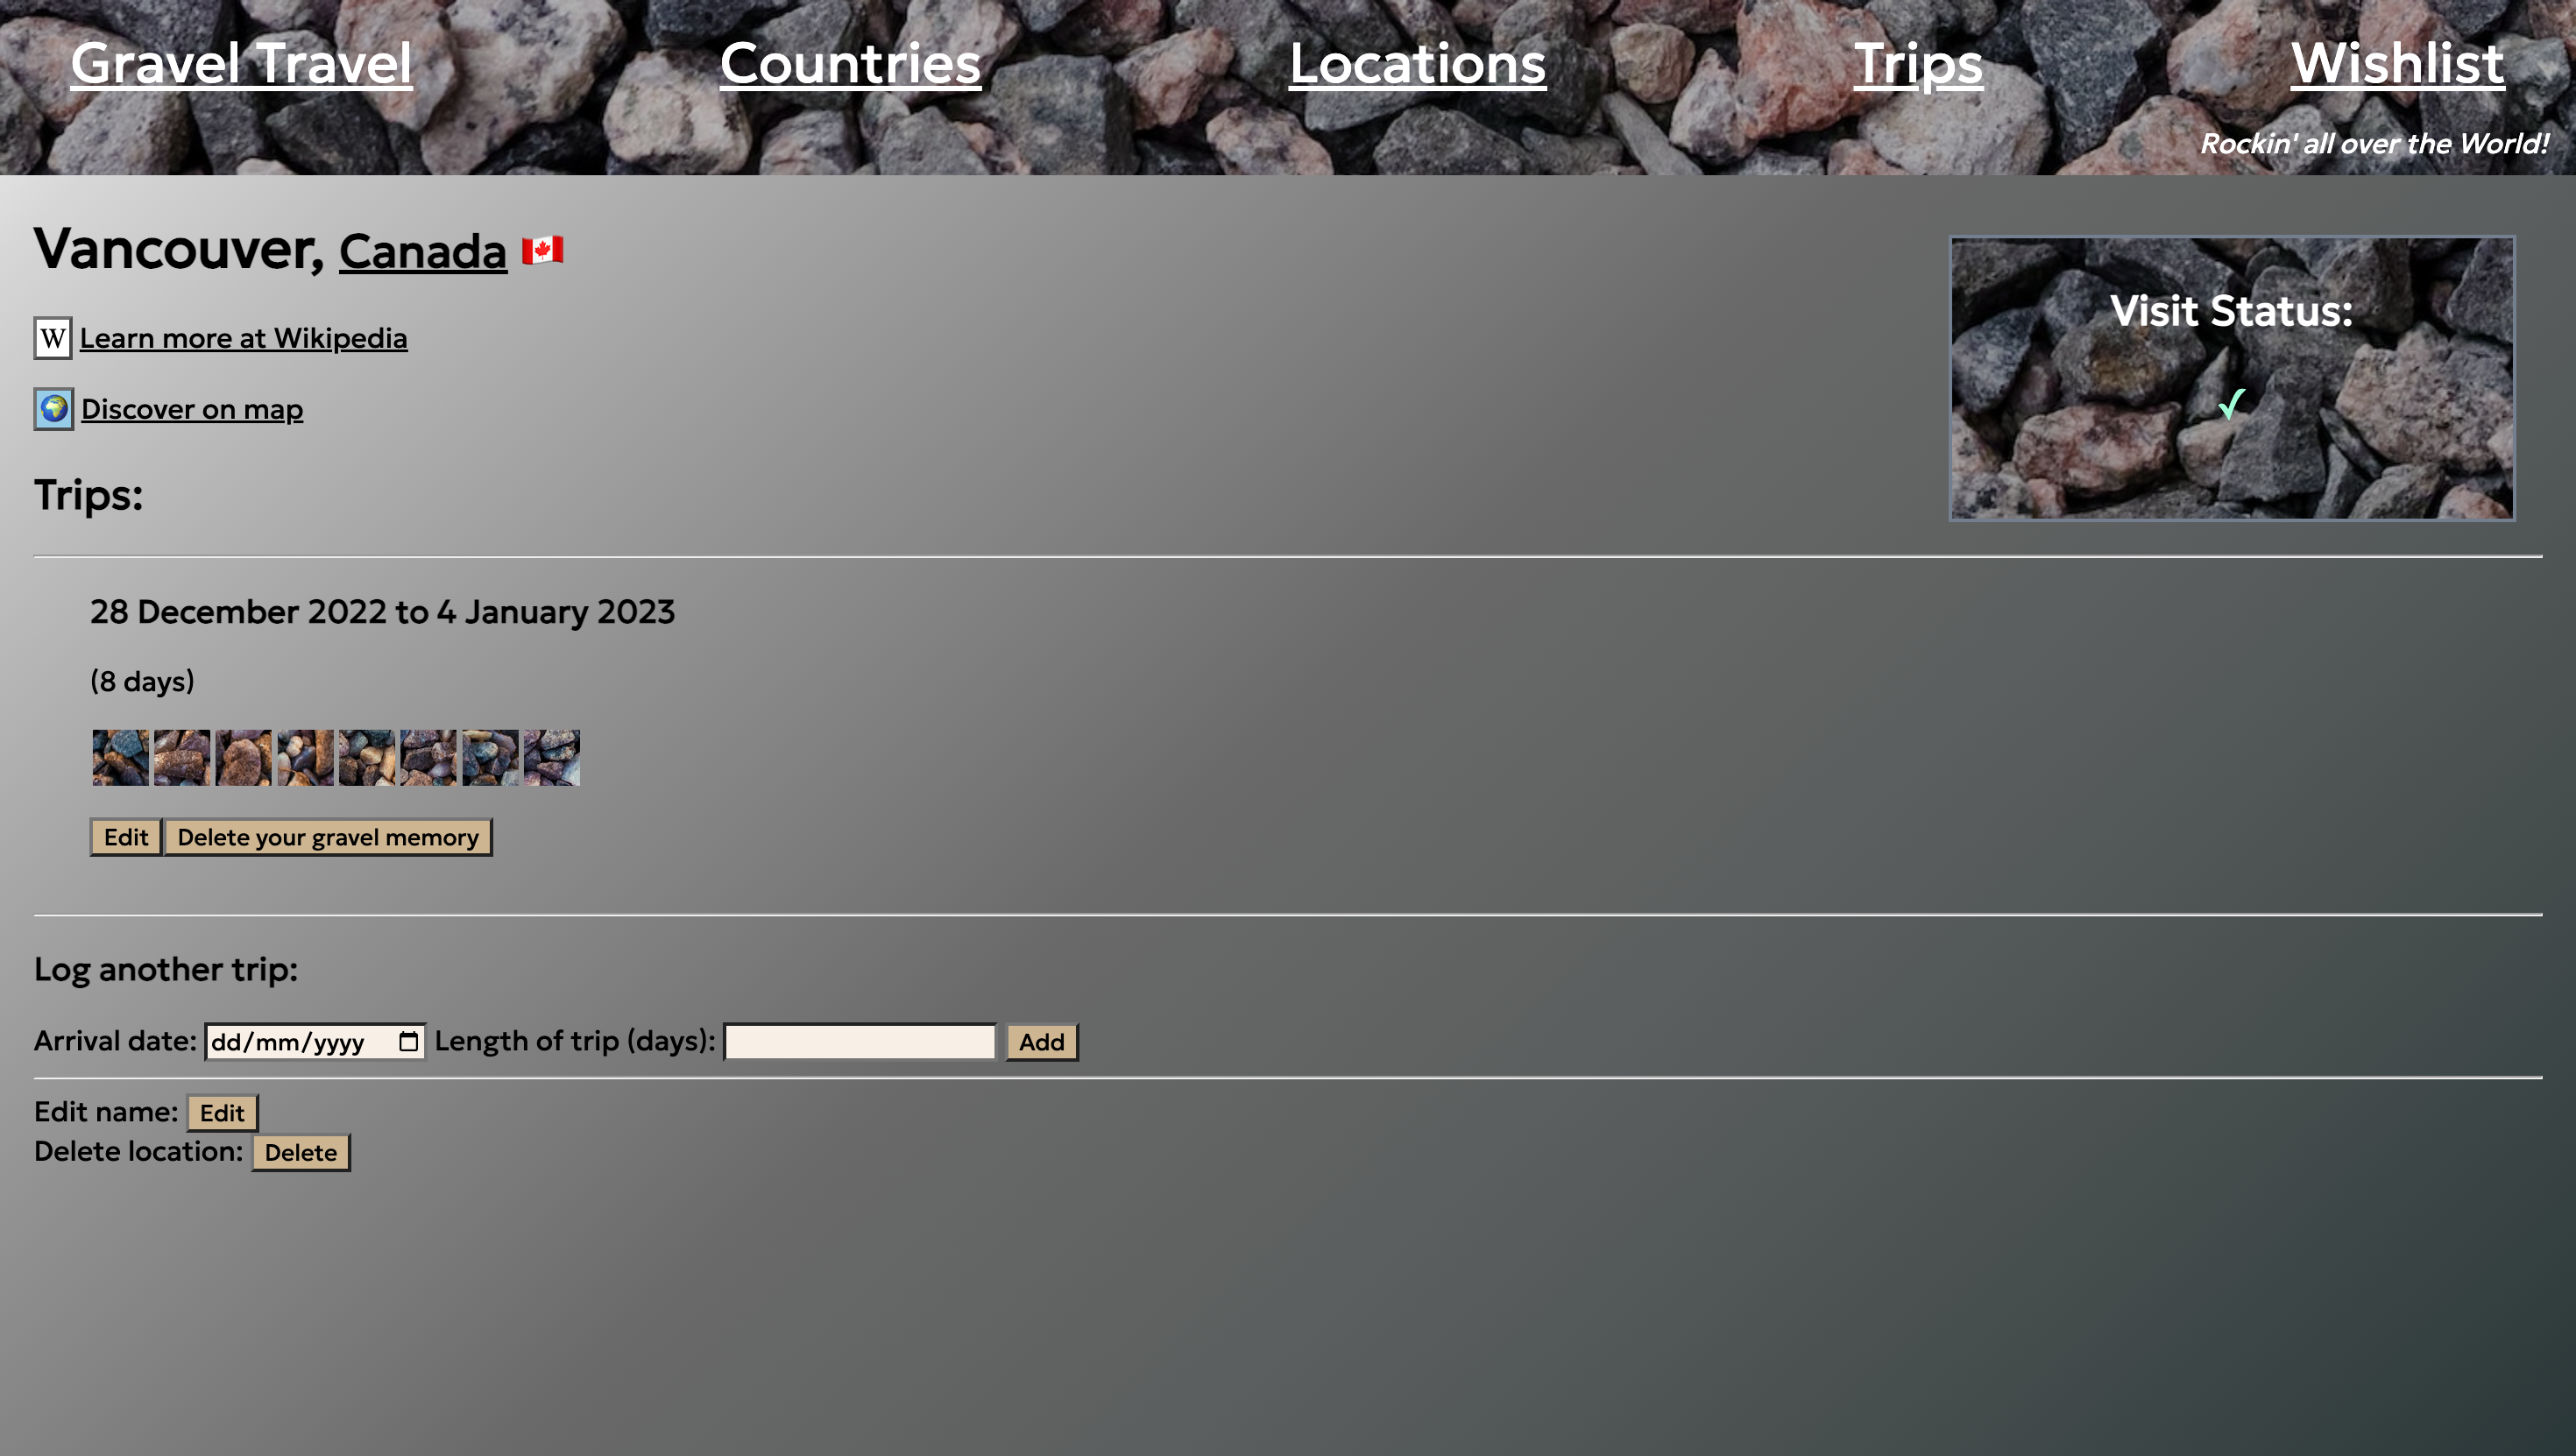 Gravel Travel Countries Locations Trips Wishlist
Rockin' all over the World!
Vancouver, Canada
W Learn more at Wikipedia
Discover on map
Visit Status:
✓
Trips:
28 December 2022 to 4 January 2023
(8 days)
Edit Delete your gravel memory
Log another trip:
Arrival date: dd/mm/yyyy Length of trip (days): Add
Edit name: Edit
Delete location: Delete